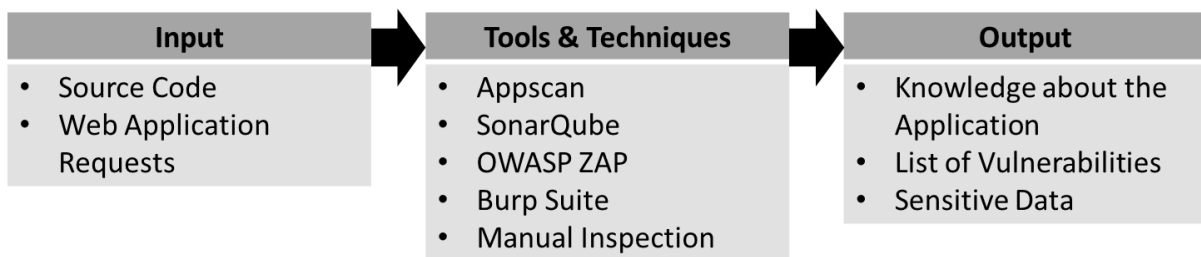 Input
• Source Code
• Web Application
Requests
Tools & Techniques
• Appscan
• SonarQube
• OWASP ZAP
• Burp Suite
• Manual Inspection
Output
• Knowledge about the
Application
• List of Vulnerabilities
• Sensitive Data